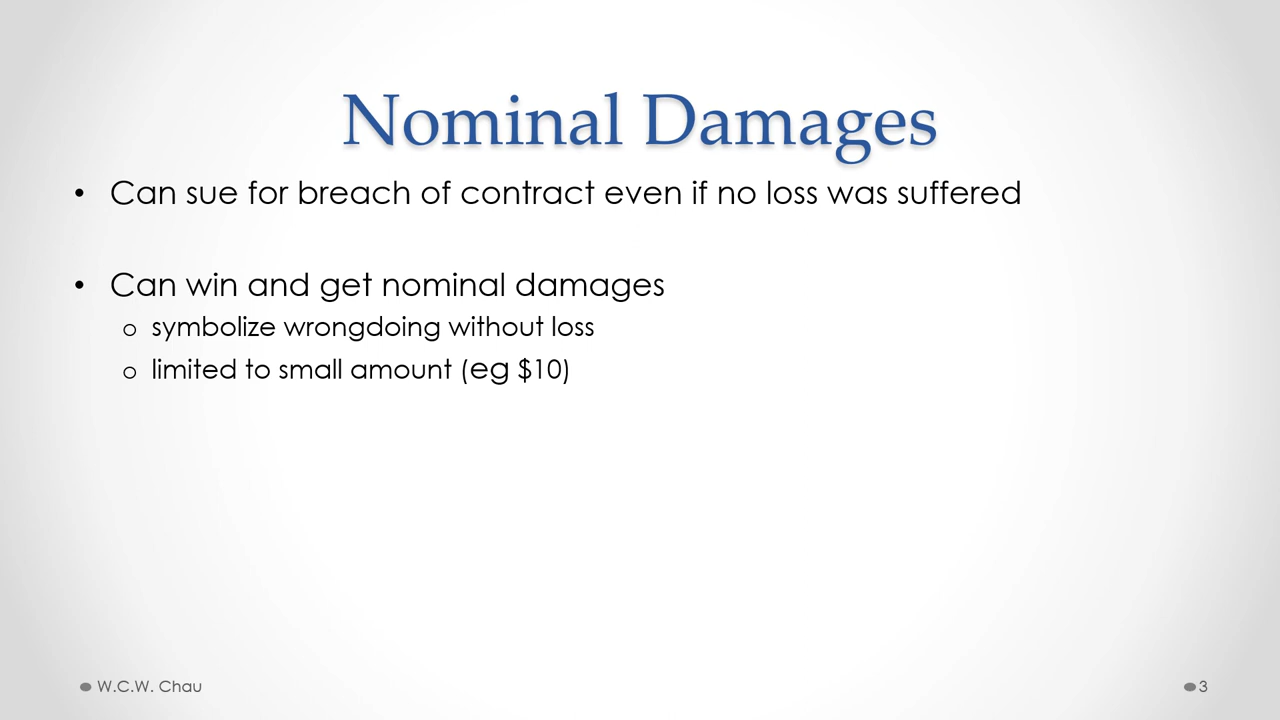 Nominal Damages
• Can sue for breach of contract even if no loss was suffered
• Can win and get nominal damages
o symbolize wrongdoing without loss
o limited to small amount (eg $10)
W.C.W. Chau
3